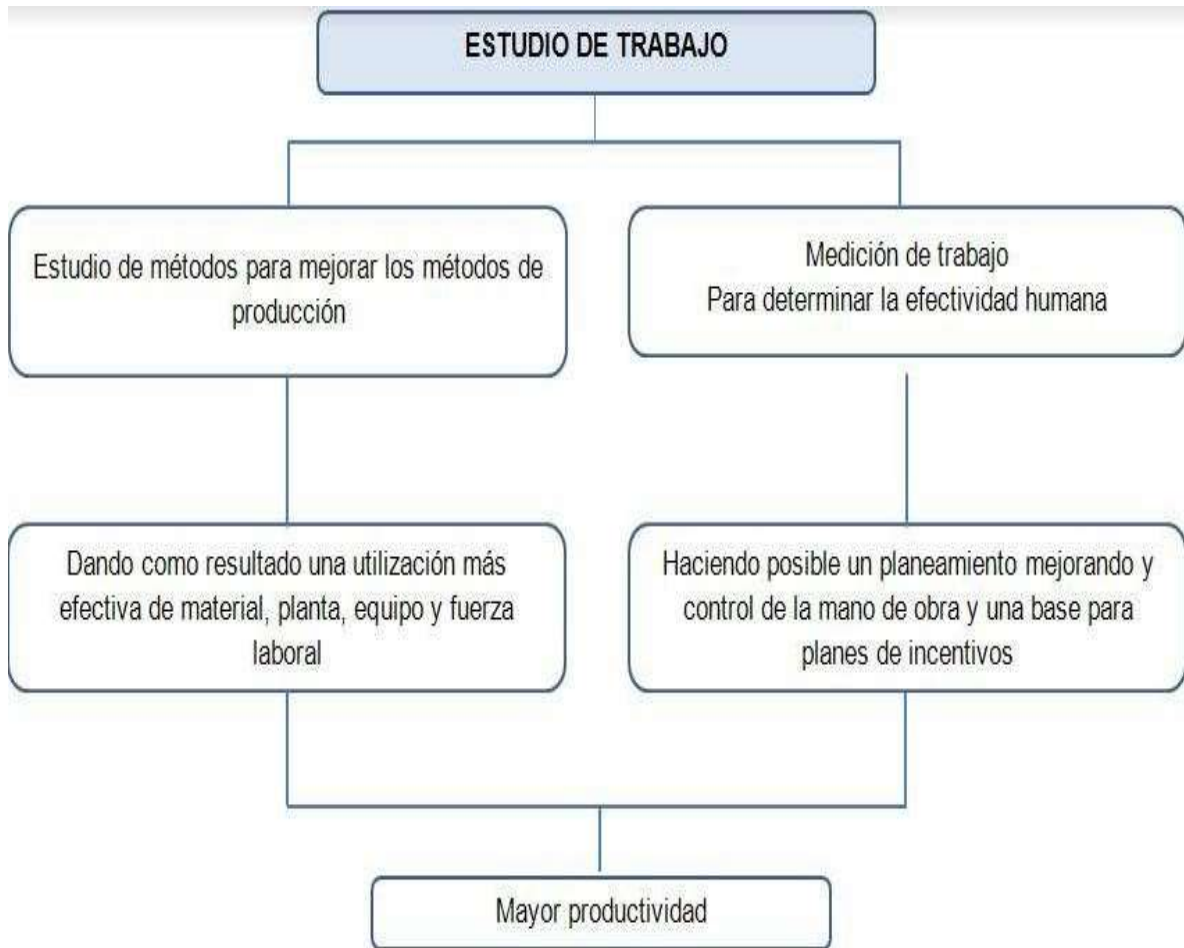 ESTUDIO DE TRABAJO
Estudio de métodos para mejorar los métodos de
producción
Medición de trabajo
Para determinar la efectividad humana
Dando como resultado una utilización más
efectiva de material, planta, equipo y fuerza
laboral
Haciendo posible un planeamiento mejorando y
control de la mano de obra y una base para
planes de incentivos
Mayor productividad